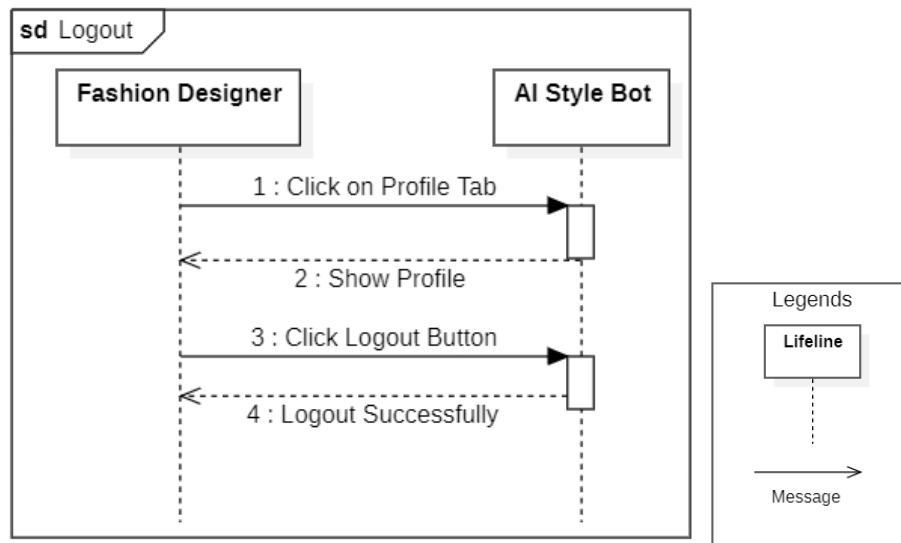 sd Logout
Fashion Designer
AI Style Bot
1 : Click on Profile Tab
2 : Show Profile
3 : Click Logout Button
4 : Logout Successfully
Legends
Lifeline
Message